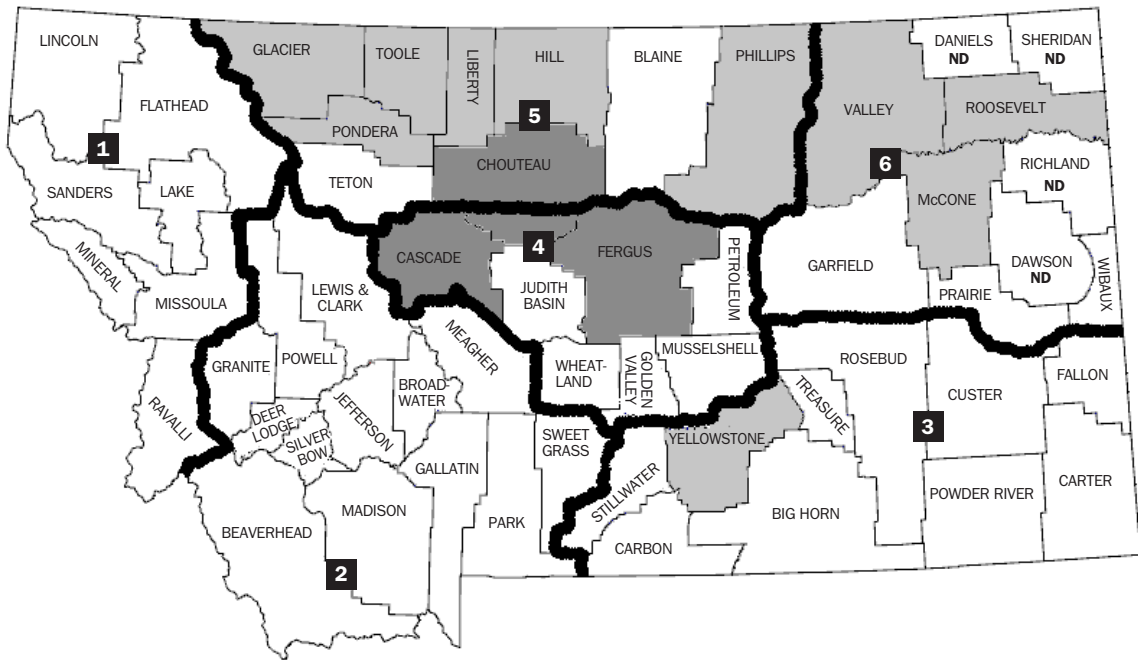 LINCOLN
FLATHEAD
GLACIER
TOOLE
LIBERTY
HILL
BLAINE
PHILLIPS
DANIELS
ND
SHERIDAN
ND
VALLEY
ROOSEVELT
PONDERA
5
CHOUTEAU
1
SANDERS
LAKE
TETON
6
RICHLAND
ND
McCONE
MINERAL
MISSOULA
CASCADE
4
FERGUS
PETROLEUM
GARFIELD
DAWSON
ND
WIBAUX
PRAIRIE
LEWIS &
CLARK
JUDITH
BASIN
MEAGHER
GRANITE
POWELL
WHEAT-
LAND
GOLDEN
VALLEY
MUSSELSHELL
ROSEBUD
TREASURE
CUSTER
FALLON
RAVALLI
DEER
LODGE
SILVER
BOW
JEFFERSON
BROAD-
WATER
GALLATIN
SWEET
GRASS
YELLOWSTONE
3
STILLWATER
BEAVERHEAD
MADISON
PARK
CARBON
BIG HORN
POWDER RIVER
CARTER
2